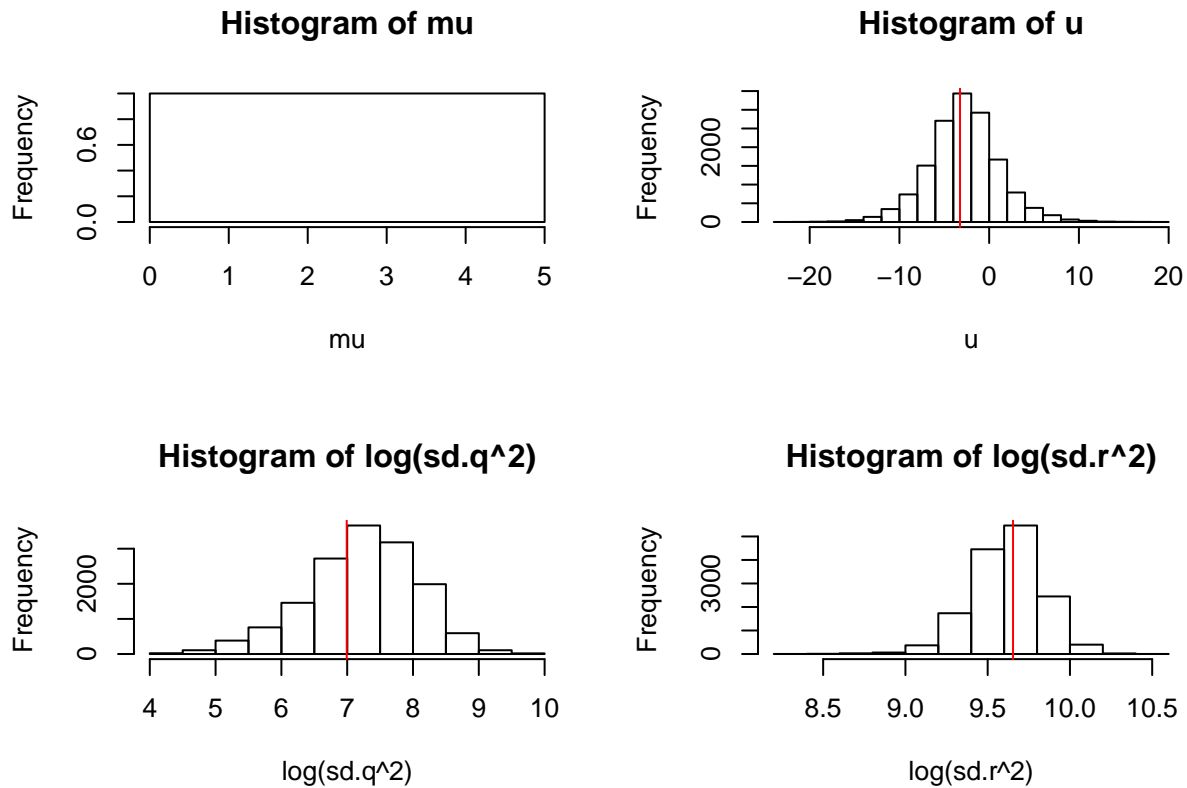 Histogram of mu
Frequency
0.0 0.6
0 1 2 3 4 5
mu
Histogram of u
Frequency
0 2000
−20 −10 0 10 20
u
Histogram of log(sd.q^2)
Frequency
0 2000
4 5 6 7 8 9 10
log(sd.q^2)
Histogram of log(sd.r^2)
Frequency
0 3000
8.5 9.0 9.5 10.0 10.5
log(sd.r^2)